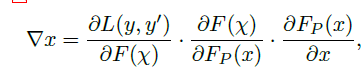 ∇x = ∂L(y, y′)/∂F(χ) · ∂F(χ)/∂F_P(x) · ∂F_P(x)/∂x,